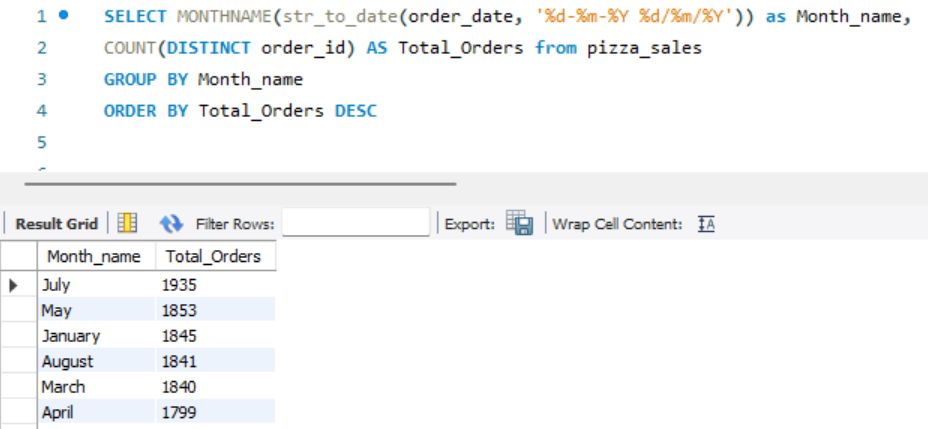 1 SELECT MONTHNAME(str_to_date(order_date, '%d-%m-%Y %d/%m/%Y')) as Month_name,
2 COUNT(DISTINCT order_id) AS Total_Orders from pizza_sales
3 GROUP BY Month_name
4 ORDER BY Total_Orders DESC
5
Result Grid Filter Rows: Export: Wrap Cell Content: IA
Month_name Total_Orders
July 1935
May 1853
January 1845
August 1841
March 1840
April 1799